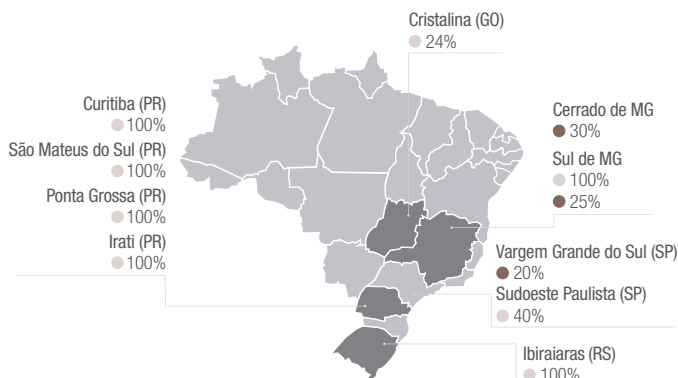 Cristalina (GO)
24%
Curitiba (PR)
100%
São Mateus do Sul (PR)
100%
Ponta Grossa (PR)
100%
Irati (PR)
100%
Cerrado de MG
30%
Sul de MG
100%
25%
Vargem Grande do Sul (SP)
20%
Sudoeste Paulista (SP)
40%
Ibiraiaras (RS)
100%